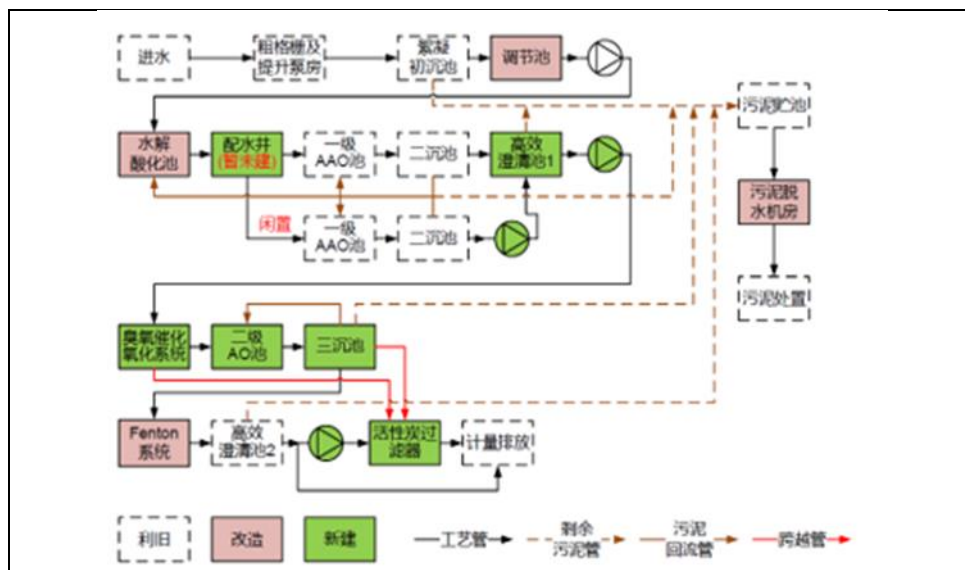 进水
粗格栅及
提升泵房
絮凝
初沉池
调节池
污泥贮池
水解
酸化池
配水井
(暂未建)
一级
AAO池
二沉池
高效
澄清池1
闲置
一级
AAO池
二沉池
污泥脱
水机房
污泥处置
臭氧催化
氧化系统
二级
AO池
三沉池
Fenton
系统
高效
澄清池2
活性炭过
滤器
计量排放
利旧
改造
新建
工艺管
剩余
污泥管
污泥
回流管
跨越管